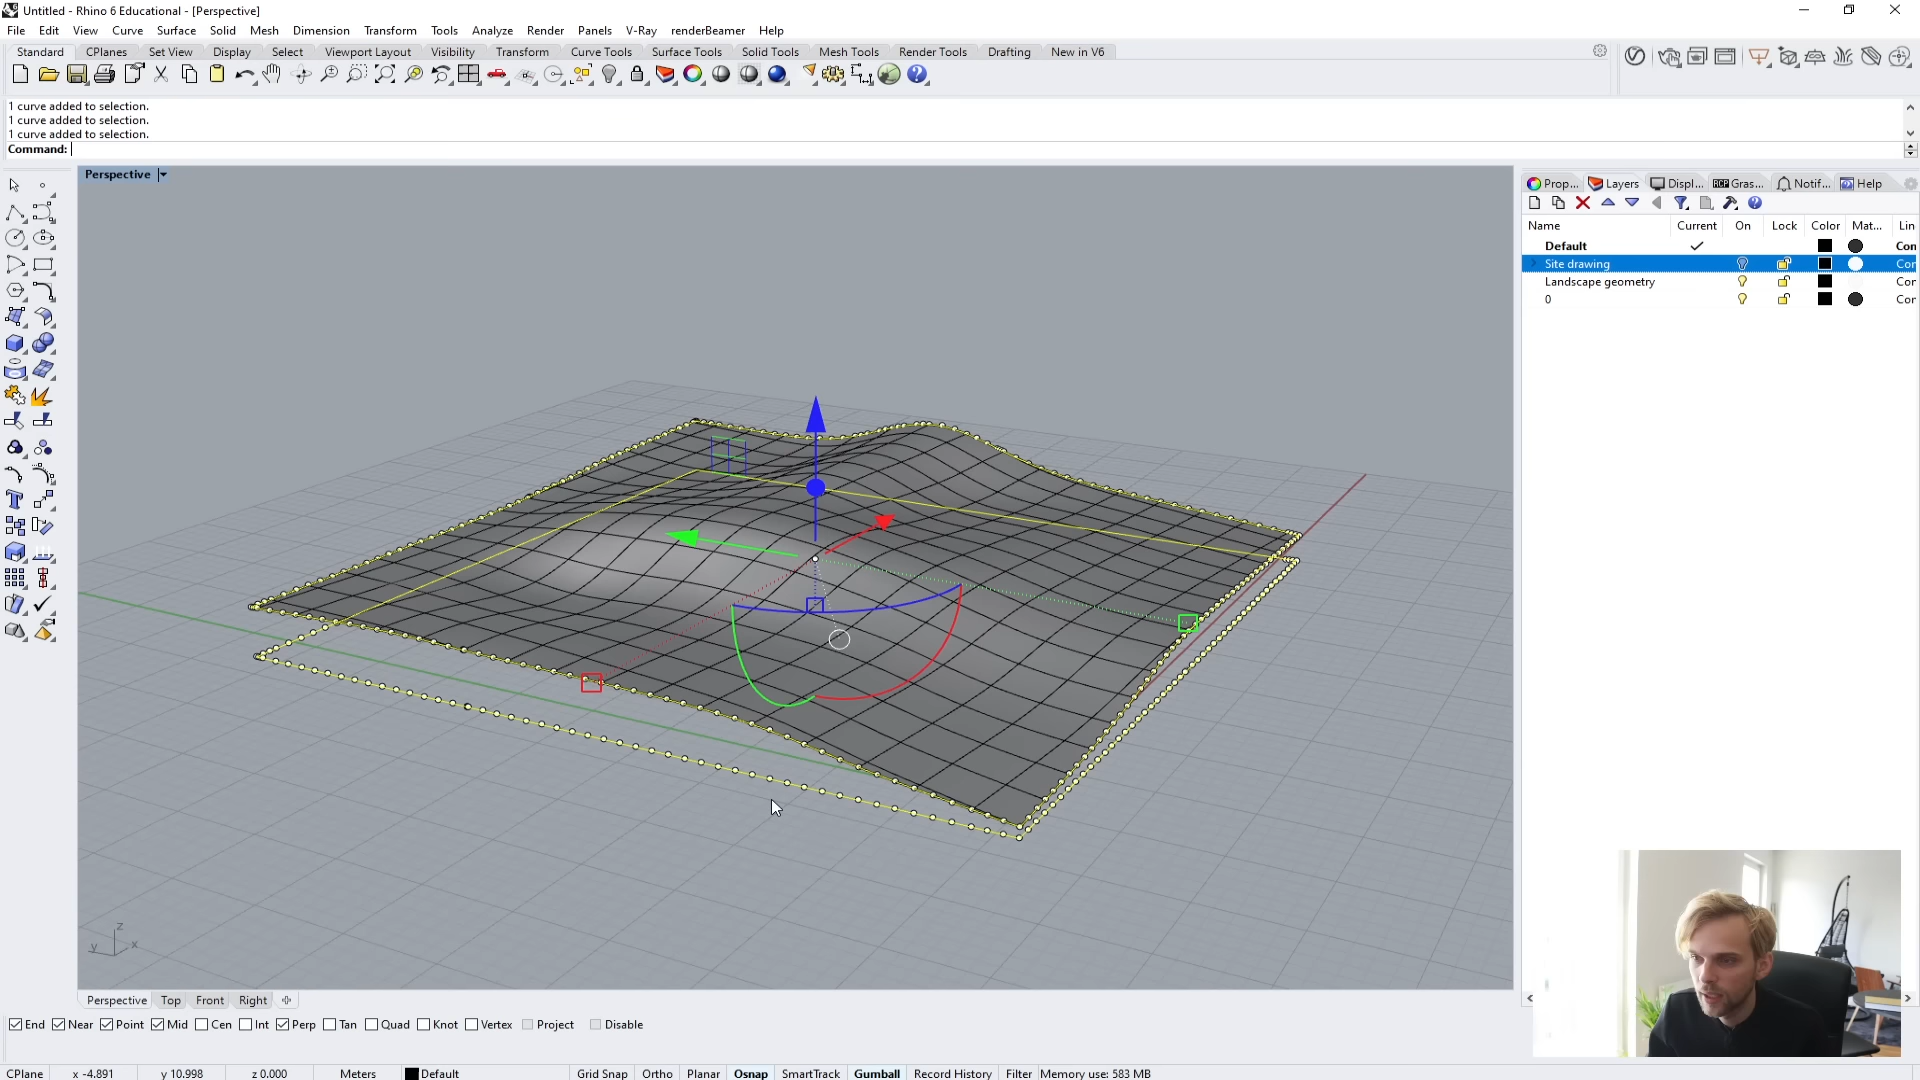 Untitled - Rhino 6 Educational - [Perspective]
File Edit View Curve Surface Solid Mesh Dimension Transform Tools Analyze Render Panels V-Ray renderBeamer Help
Standard CPlanes Set View Display Select Viewport Layout Visibility Transform Curve Tools Surface Tools Solid Tools Mesh Tools Render Tools Drafting New in V6
1 curve added to selection.
1 curve added to selection.
1 curve added to selection.
Command:
Perspective
Prop... Layers Displ... Gras... Notif... Help
Name Current On Lock Color Mat... Lin
Default Con
Site drawing Con
Landscape geometry Con
0 Con
z
y x
Perspective Top Front Right
End Near Point Mid Cen Int Perp Tan Quad Knot Vertex Project Disable
CPlane x -4.891 y 10.998 z 0.000 Meters Default Grid Snap Ortho Planar Osnap SmartTrack Gumball Record History Filter Memory use: 583 MB